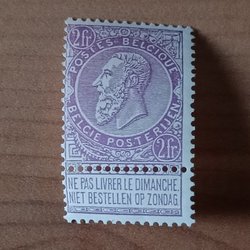 2fr
POSTES-BELGIQUE
BELGIE POSTERIJEN
2fr
NE PAS LIVRER LE DIMANCHE.
NIET BESTELLEN OP ZONDAG.